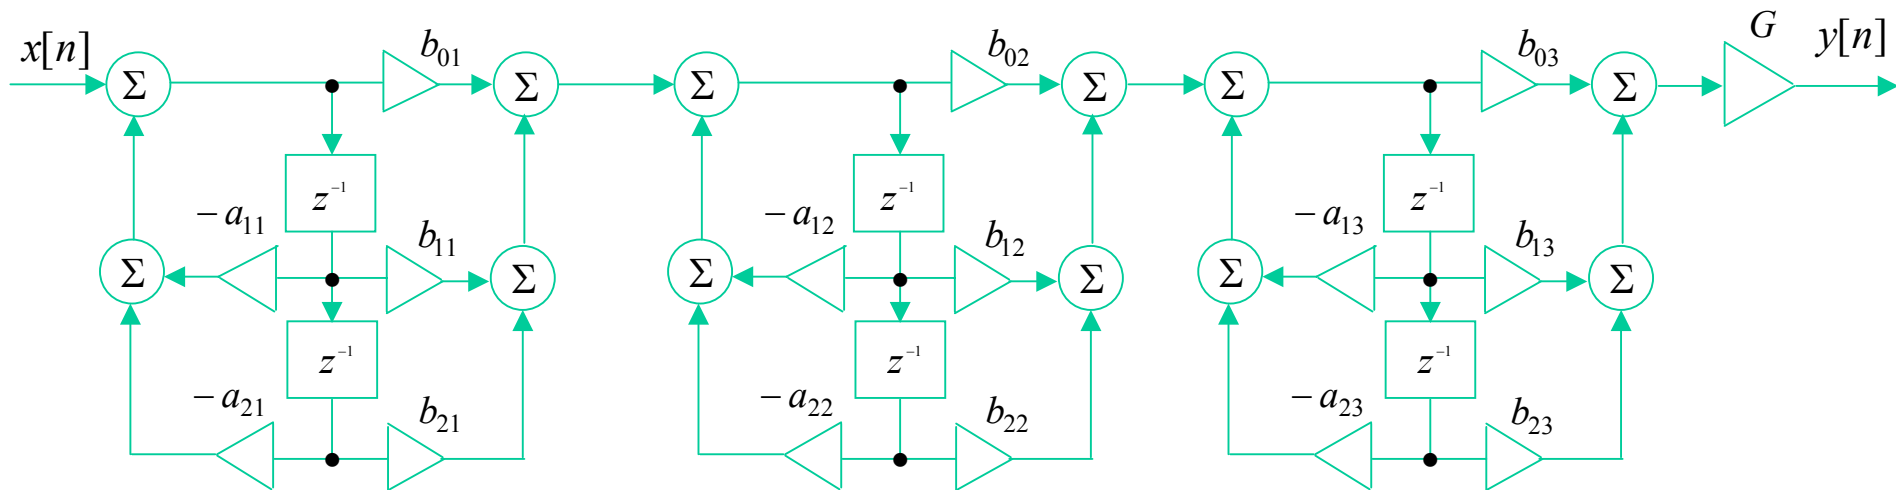 x[n] Σ b₀₁ Σ Σ b₀₂ Σ Σ b₀₃ Σ G y[n]
z⁻¹ z⁻¹ z⁻¹
Σ −a₁₁ b₁₁ Σ Σ −a₁₂ b₁₂ Σ Σ −a₁₃ b₁₃ Σ
z⁻¹ z⁻¹ z⁻¹
−a₂₁ b₂₁ −a₂₂ b₂₂ −a₂₃ b₂₃